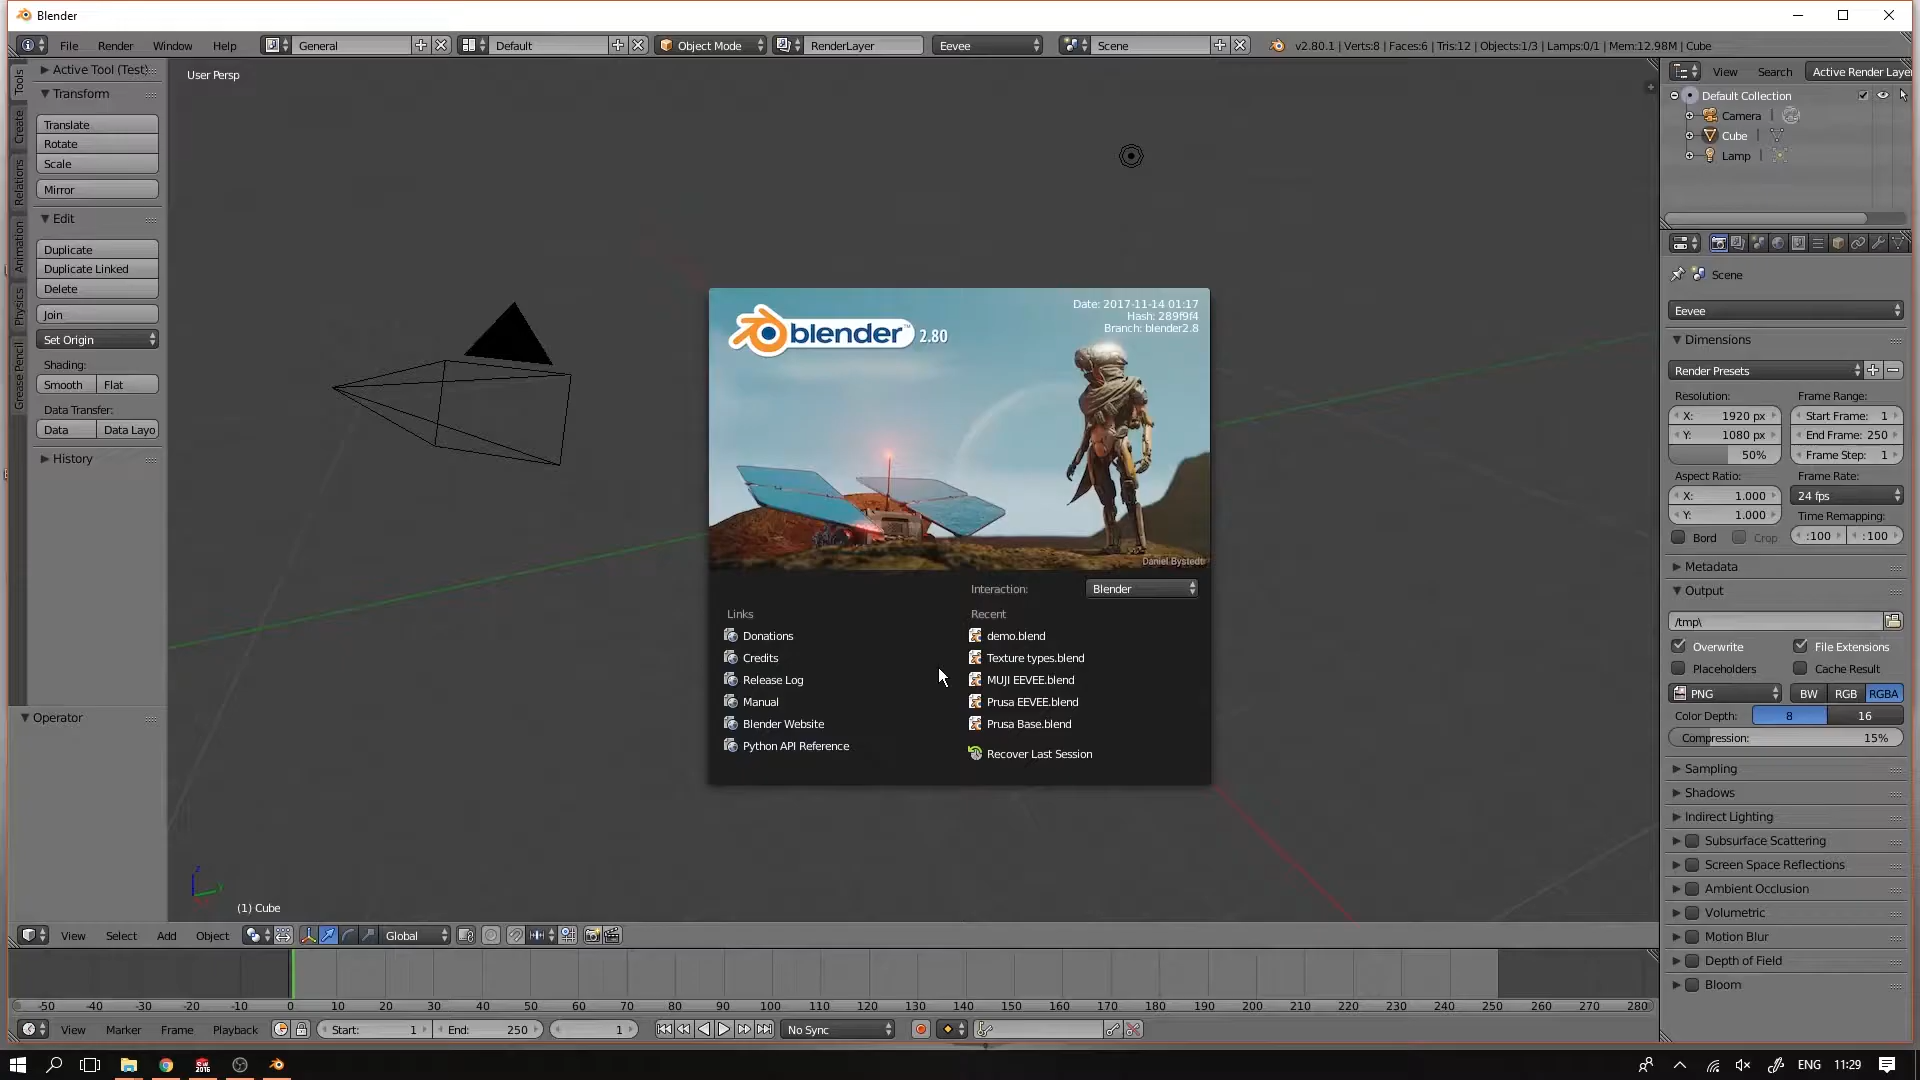 Blender
File Render Window Help General Default Object Mode RenderLayer Eevee Scene v2.80.1 | Verts:8 | Faces:6 | Tris:12 | Objects:1/3 | Lamps:0/1 | Mem:12.98M | Cube
Tools
Create
Relations
Animation
Physics
Grease Pencil
Active Tool (Test)
Transform
Translate
Rotate
Scale
Mirror
Edit
Duplicate
Duplicate Linked
Delete
Join
Set Origin
Shading:
Smooth Flat
Data Transfer:
Data Data Layo
History
Operator
User Persp
Date: 2017-11-14 01:17
Hash: 289f9f4
Branch: blender2.8
blender 2.80
Daniel Bystedt
Interaction: Blender
Links
Donations
Credits
Release Log
Manual
Blender Website
Python API Reference
Recent
demo.blend
Texture types.blend
MUJI EEVEE.blend
Prusa EEVEE.blend
Prusa Base.blend
Recover Last Session
(1) Cube
View Select Add Object Global
-50 -40 -30 -20 -10 0 10 20 30 40 50 60 70 80 90 100 110 120 130 140 150 160 170 180 190 200 210 220 230 240 250 260 270 280
View Marker Frame Playback Start: 1 End: 250 1 No Sync
View Search Active Render Laye
Default Collection
Camera
Cube
Lamp
Scene
Eevee
Dimensions
Render Presets
Resolution: Frame Range:
X: 1920 px Start Frame: 1
Y: 1080 px End Frame: 250
50% Frame Step: 1
Aspect Ratio: Frame Rate:
X: 1.000 24 fps
Y: 1.000 Time Remapping:
Bord Crop :100 :100
Metadata
Output
/tmp\
Overwrite File Extensions
Placeholders Cache Result
PNG BW RGB RGBA
Color Depth: 8 16
Compression: 15%
Sampling
Shadows
Indirect Lighting
Subsurface Scattering
Screen Space Reflections
Ambient Occlusion
Volumetric
Motion Blur
Depth of Field
Bloom
ENG 11:29